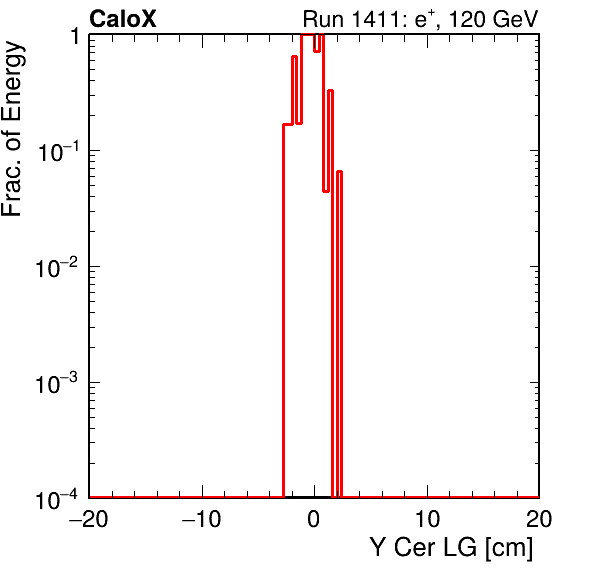 CaloX Run 1411: e⁺, 120 GeV
Frac. of Energy
1
10⁻¹
10⁻²
10⁻³
10⁻⁴
−20 −10 0 10 20
Y Cer LG [cm]